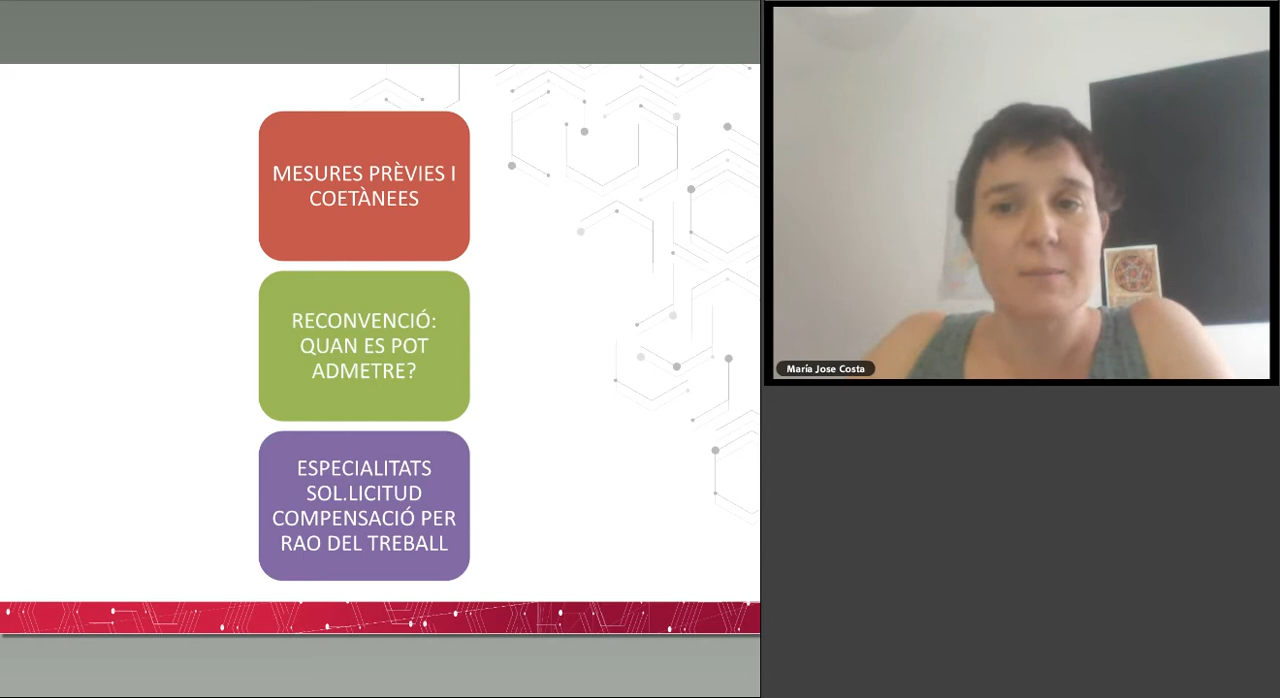 MESURES PRÈVIES I
COETÀNEES
RECONVENCIÓ:
QUAN ES POT
ADMETRE?
ESPECIALITATS
SOL.LICITUD
COMPENSACIÓ PER
RAO DEL TREBALL
María Jose Costa